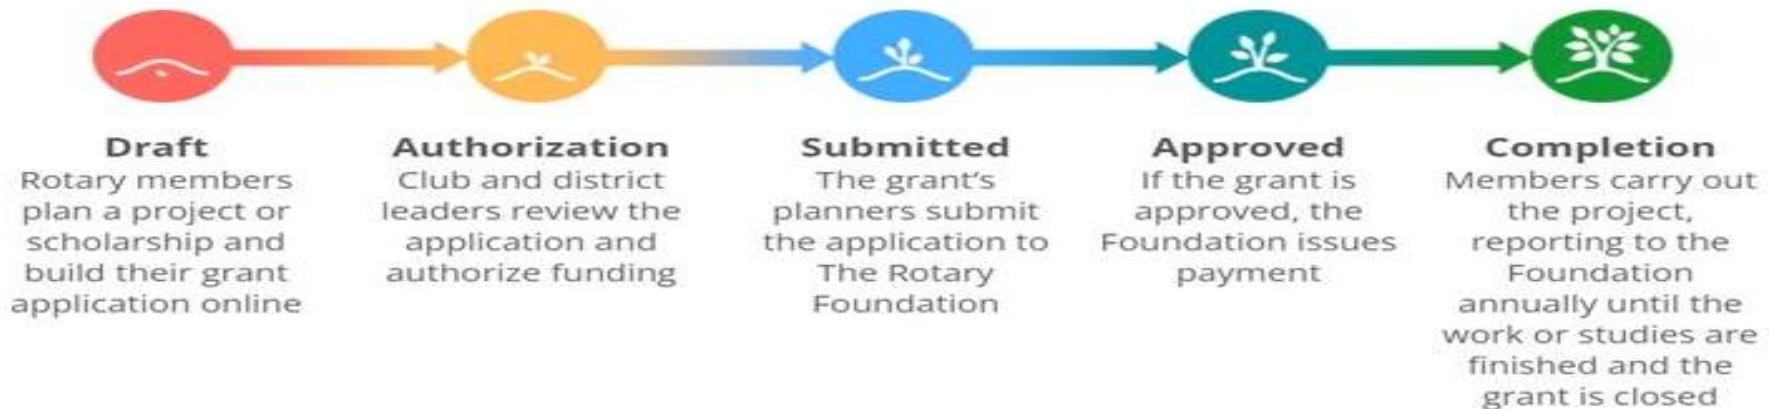 Draft
Rotary members
plan a project or
scholarship and
build their grant
application online
Authorization
Club and district
leaders review the
application and
authorize funding
Submitted
The grant's
planners submit
the application to
The Rotary
Foundation
Approved
If the grant is
approved, the
Foundation issues
payment
Completion
Members carry out
the project,
reporting to the
Foundation
annually until the
work or studies are
finished and the
grant is closed